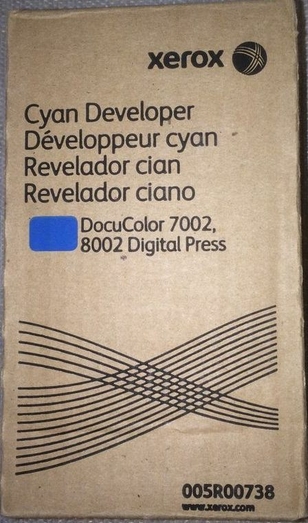 xerox
Cyan Developer
Développeur cyan
Revelador cian
Revelador ciano
DocuColor 7002,
8002 Digital Press
005R00738
www.xerox.com